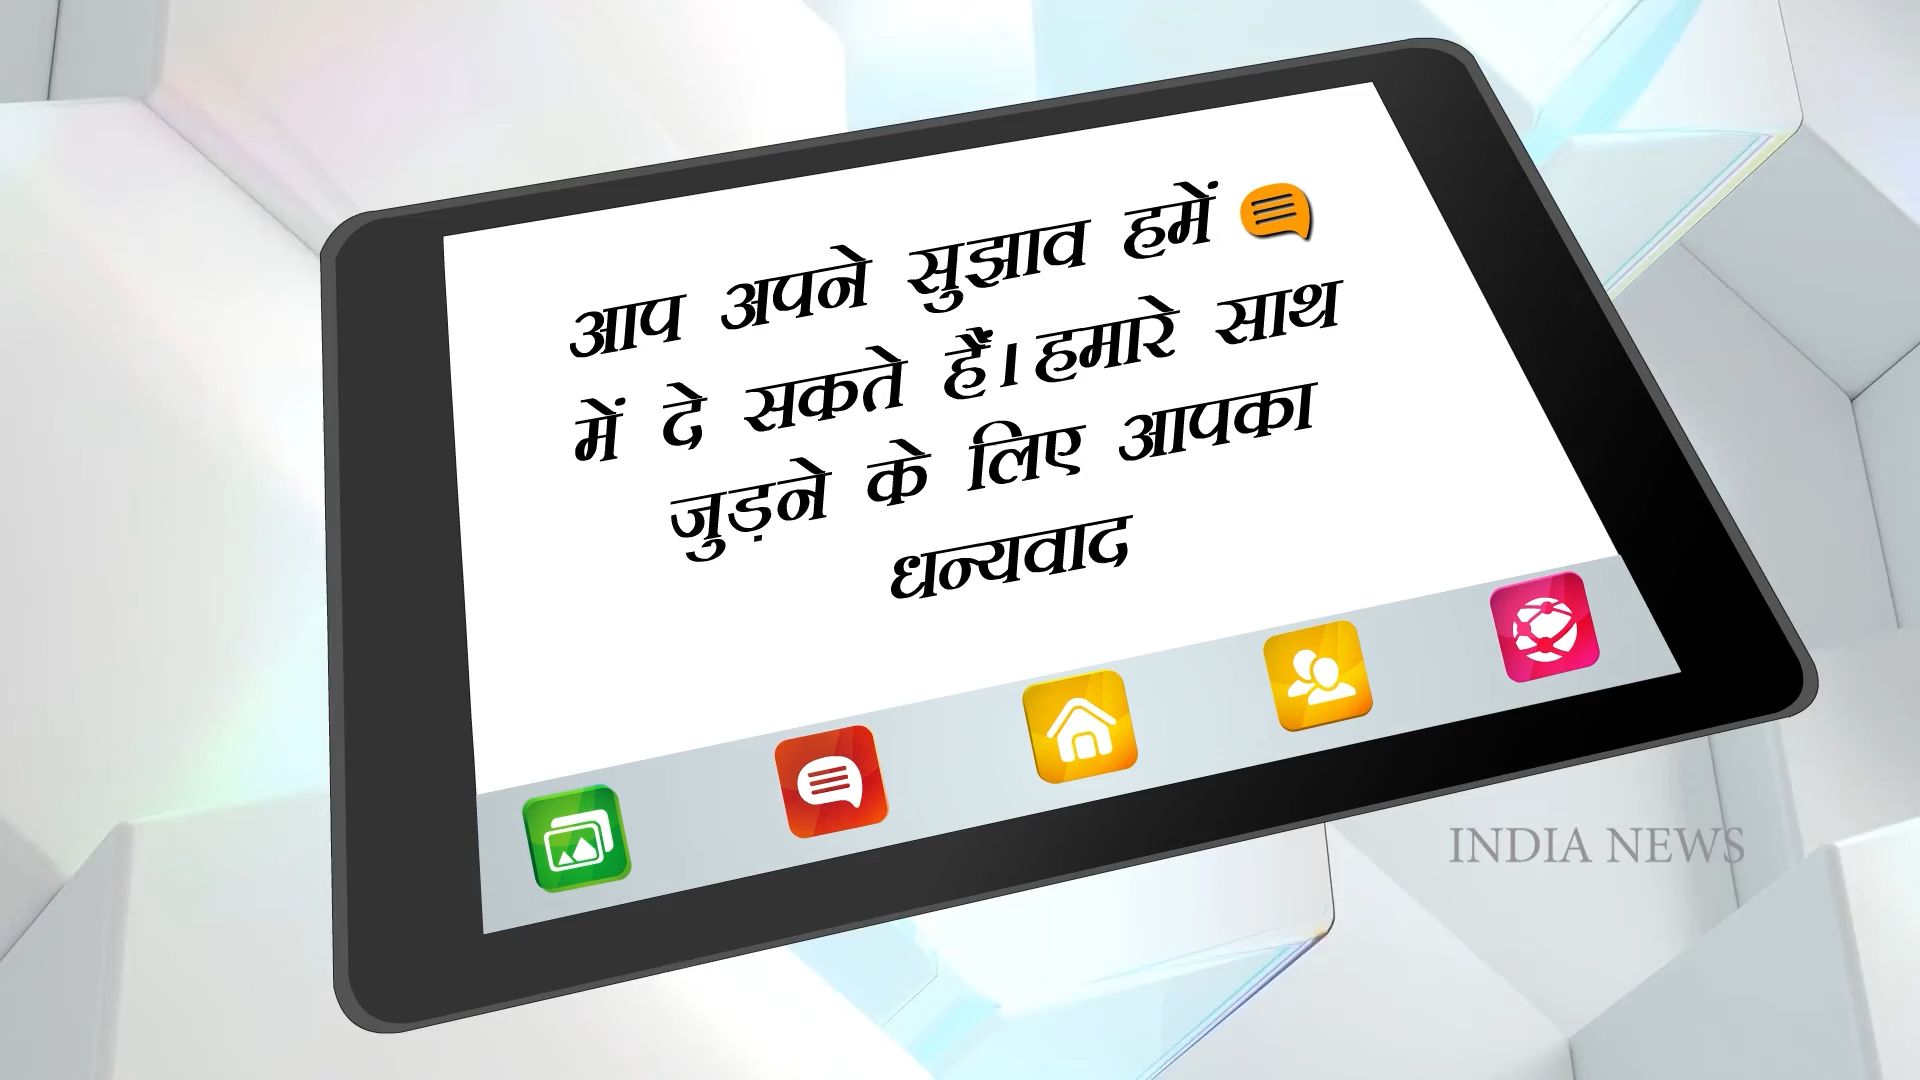 आप अपने सुझाव हमें
में दे सकते हैं। हमारे साथ
जुड़ने के लिए आपका
धन्यवाद
INDIA NEWS